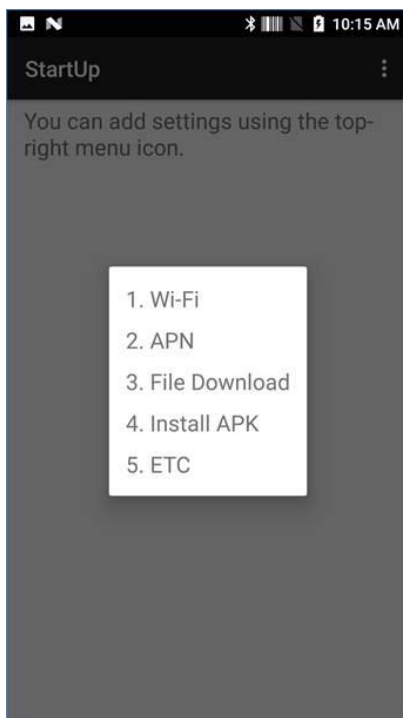 10:15 AM
StartUp
You can add settings using the top-
right menu icon.
1. Wi-Fi
2. APN
3. File Download
4. Install APK
5. ETC